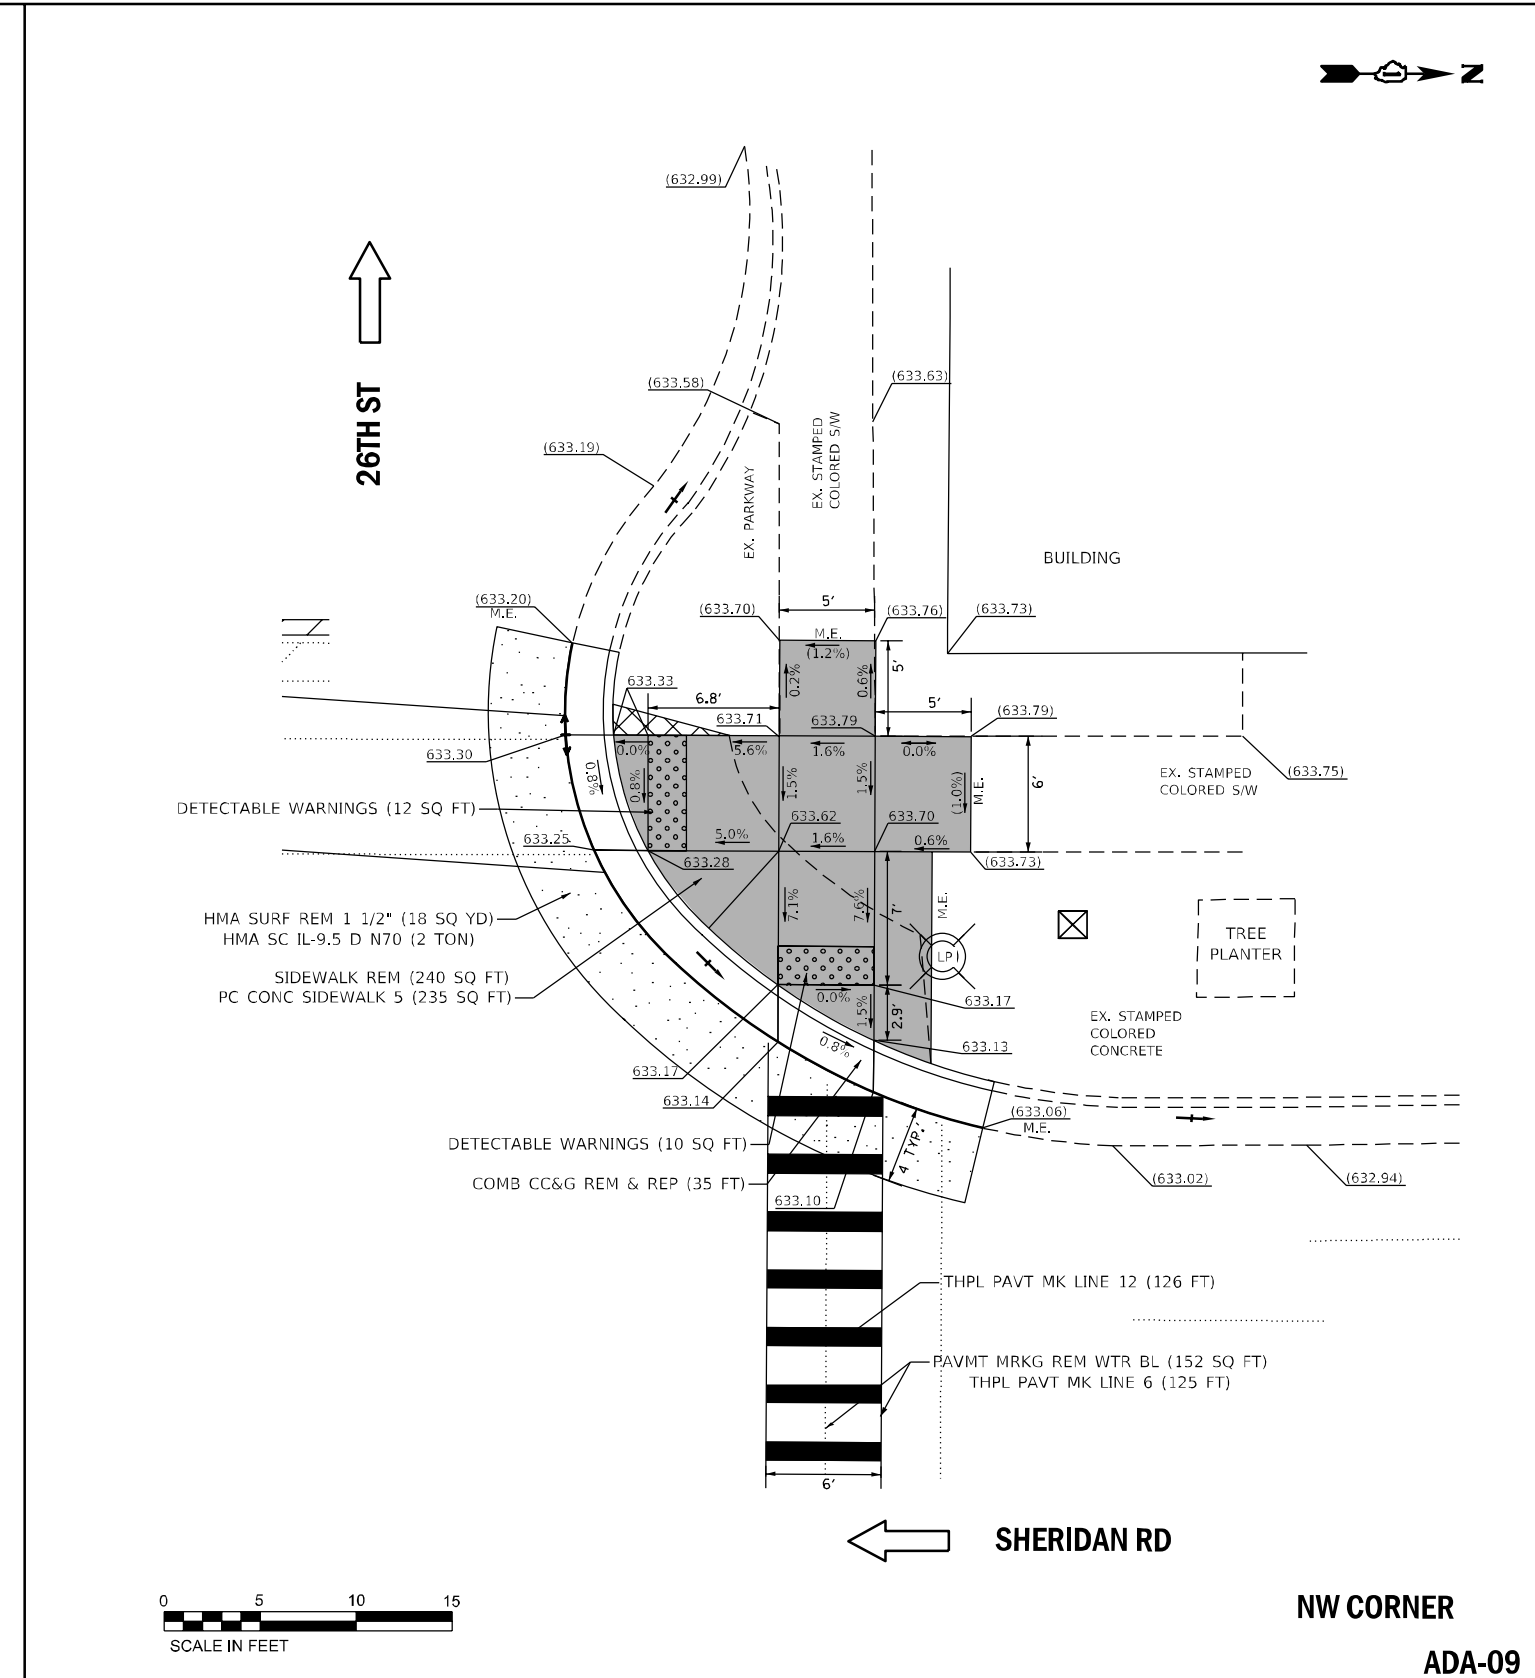 N
(632.99)
26TH ST
(633.58)
(633.63)
(633.19)
EX. PARKWAY
EX. STAMPED
COLORED S/W
BUILDING
(633.20)
M.E.
(633.70)
5'
(633.76)
(633.73)
M.E.
(1.2%)
5'
0.2%
0.6%
633.33
6.8'
5'
633.71
633.79
(633.79)
633.30
0.0%
5.6%
1.6%
0.0%
0.8%
0.8%
1.5%
1.5%
(1.0%)
M.E.
6'
EX. STAMPED
COLORED S/W
(633.75)
DETECTABLE WARNINGS (12 SQ FT)
633.25
5.0%
633.62
1.6%
633.70
0.6%
633.28
(633.73)
HMA SURF REM 1 1/2" (18 SQ YD)
HMA SC IL-9.5 D N70 (2 TON)
7.1%
7.6%
7'
M.E.
LP
TREE
PLANTER
SIDEWALK REM (240 SQ FT)
PC CONC SIDEWALK 5 (235 SQ FT)
0.0%
1.5%
2.9'
633.17
EX. STAMPED
COLORED
CONCRETE
0.8%
633.13
633.17
633.14
(633.06)
M.E.
DETECTABLE WARNINGS (10 SQ FT)
4 TYP.'
COMB CC&G REM & REP (35 FT)
633.10
(633.02)
(632.94)
THPL PAVT MK LINE 12 (126 FT)
PAVMT MRKG REM WTR BL (152 SQ FT)
THPL PAVT MK LINE 6 (125 FT)
6'
SHERIDAN RD
0 5 10 15
SCALE IN FEET
NW CORNER
ADA-09